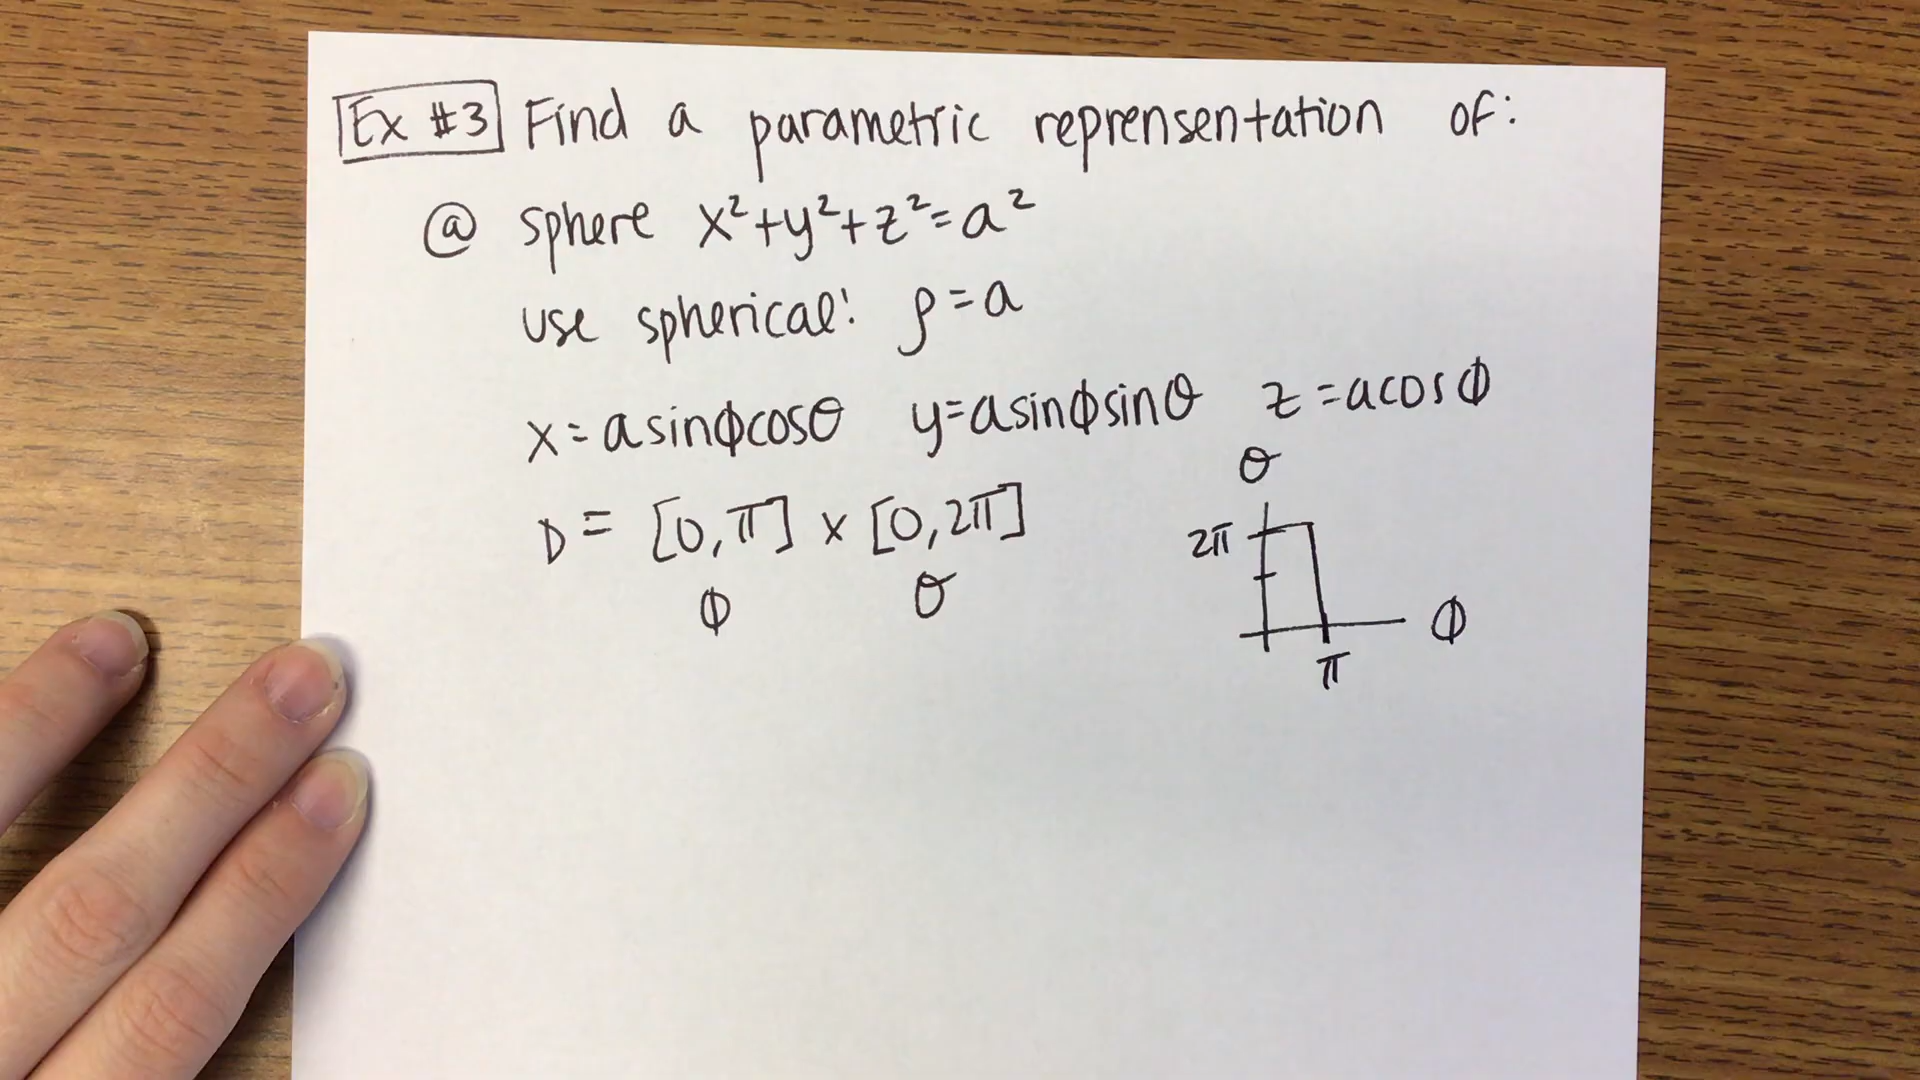 Ex #3 Find a parametric reprensentation of:
ⓐ sphere x²+y²+z²=a²
use spherical: ρ=a
x=asinϕcosθ y=asinϕsinθ z=acosϕ
D = [0,π] x [0,2π]
ϕ θ
θ
2π
ϕ
π